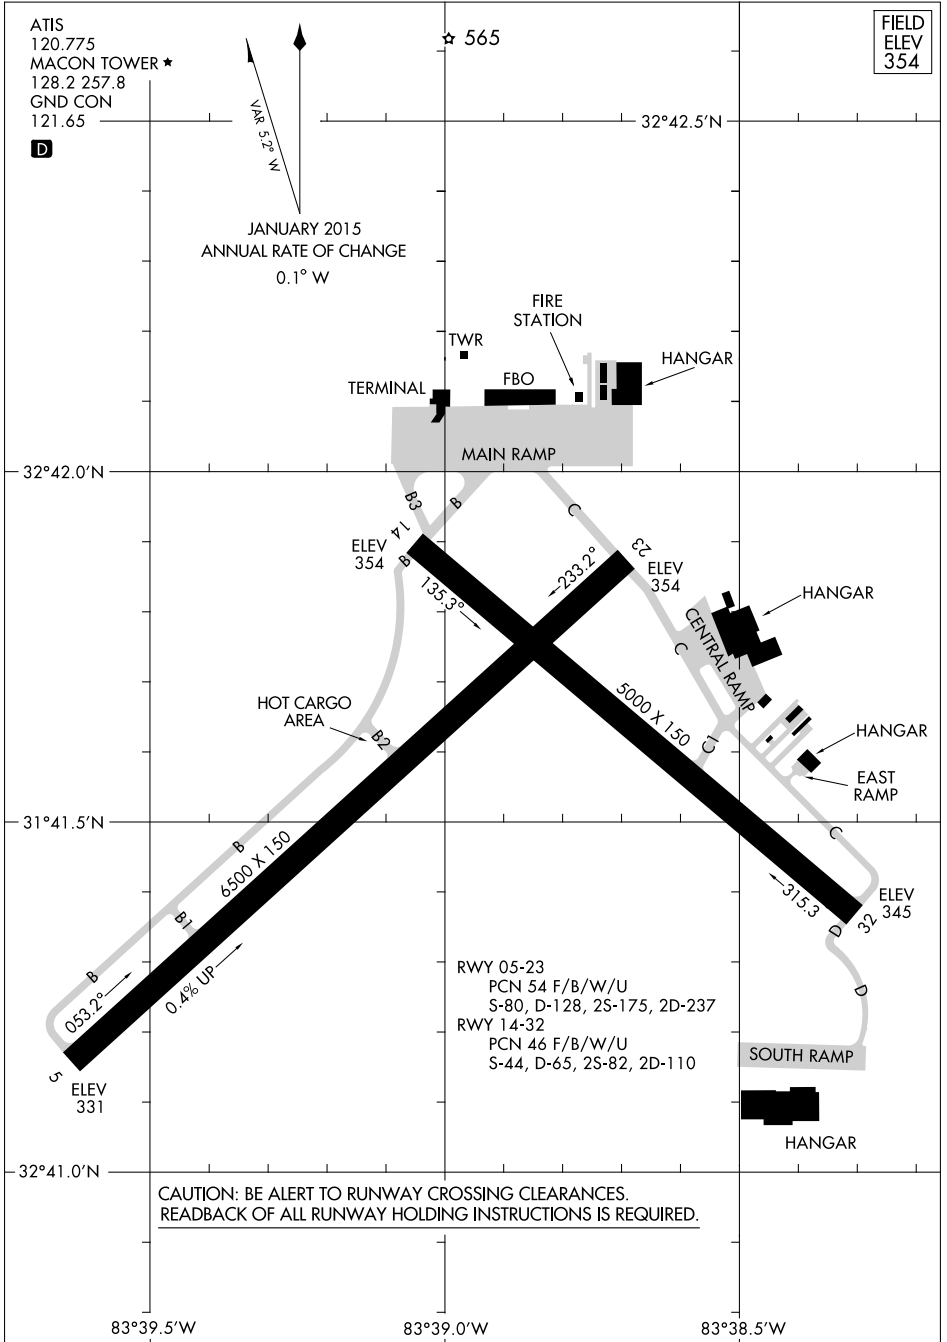 ATIS
120.775
MACON TOWER ★
128.2 257.8
GND CON
121.65
D
565
FIELD
ELEV
354
VAR 5.2° W
JANUARY 2015
ANNUAL RATE OF CHANGE
0.1° W
32°42.5'N
FIRE
STATION
TWR
HANGAR
TERMINAL
FBO
MAIN RAMP
32°42.0'N
B3
B
C
14
23
ELEV
354
B
233.2°
ELEV
354
135.3°
HANGAR
CENTRAL RAMP
C
5000 X 150
HOT CARGO
AREA
B2
C1
HANGAR
EAST
RAMP
31°41.5'N
C
B
6500 X 150
315.3
ELEV
345
32
B1
D
B
053.2°
0.4% UP
RWY 05-23
PCN 54 F/B/W/U
S-80, D-128, 2S-175, 2D-237
RWY 14-32
PCN 46 F/B/W/U
S-44, D-65, 2S-82, 2D-110
D
SOUTH RAMP
5
ELEV
331
HANGAR
32°41.0'N
CAUTION: BE ALERT TO RUNWAY CROSSING CLEARANCES.
READBACK OF ALL RUNWAY HOLDING INSTRUCTIONS IS REQUIRED.
83°39.5'W
83°39.0'W
83°38.5'W